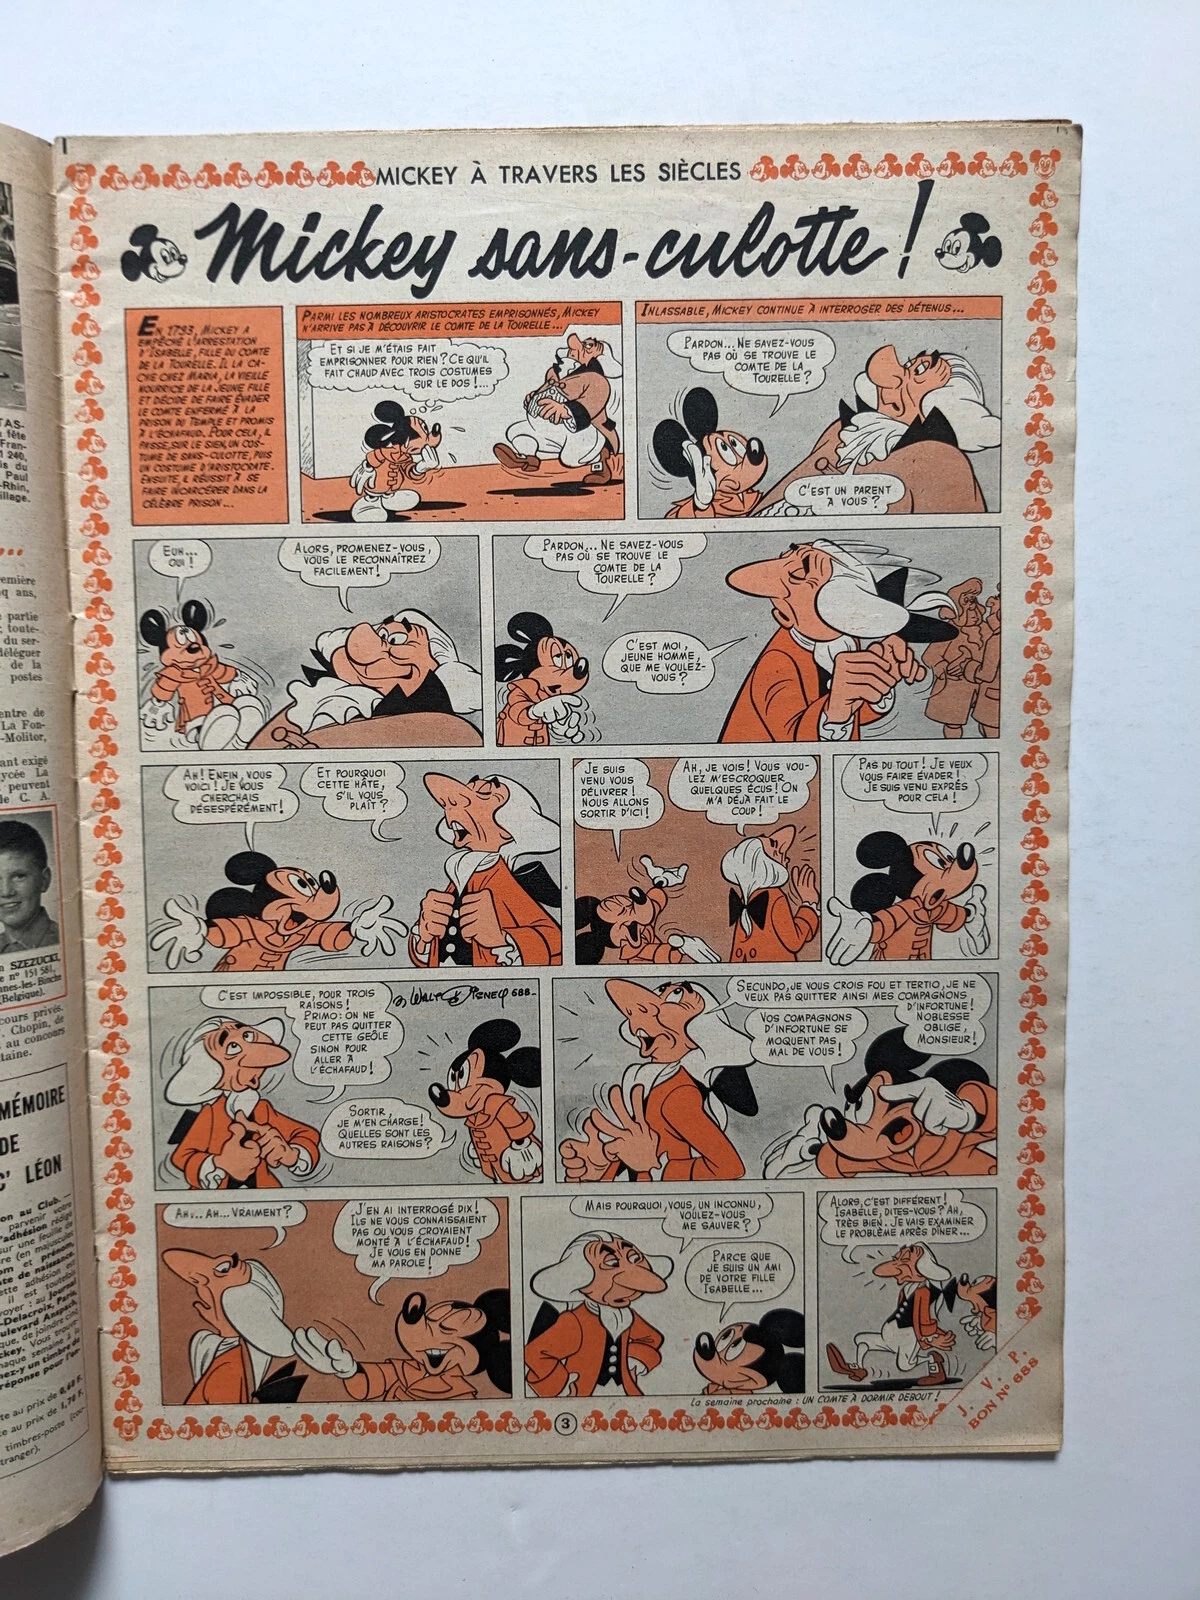 MICKEY À TRAVERS LES SIÈCLES
Mickey sans-culotte !
EN 1793, MICKEY A
EMPÊCHÉ L'ARRESTATION
D'ISABELLE, FILLE DU COMTE
DE LA TOURELLE. IL LA CA-
CHE CHEZ MARIA, LA VIEILLE
NOURRICE DE LA JEUNE FILLE
ET DÉCIDE DE FAIRE ÉVADER
LE COMTE ENFERMÉ À LA
PRISON DU TEMPLE ET PROMIS
À L'ÉCHAFAUD. POUR CELA, IL
PASSE, SUR LE SIEN, UN COS-
TUME DE SANS-CULOTTE, PUIS
UN COSTUME D'ARISTOCRATE.
ENSUITE, IL RÉUSSIT À SE
FAIRE INCARCÉRER DANS LA
CÉLÈBRE PRISON...
PARMI LES NOMBREUX ARISTOCRATES EMPRISONNÉS, MICKEY
N'ARRIVE PAS À DÉCOUVRIR LE COMTE DE LA TOURELLE...
ET SI JE M'ÉTAIS FAIT
EMPRISONNER POUR RIEN ? CE QU'IL
FAIT CHAUD AVEC TROIS COSTUMES
SUR LE DOS !...
INLASSABLE, MICKEY CONTINUE À INTERROGER DES DÉTENUS...
PARDON... NE SAVEZ-VOUS
PAS OÙ SE TROUVE LE
COMTE DE LA
TOURELLE ?
C'EST UN PARENT
À VOUS ?
EUH...
OUI !
ALORS, PROMENEZ-VOUS,
VOUS LE RECONNAÎTREZ
FACILEMENT !
PARDON... NE SAVEZ-VOUS
PAS OÙ SE TROUVE LE
COMTE DE LA
TOURELLE ?
C'EST MOI,
JEUNE HOMME,
QUE ME VOULEZ-
VOUS ?
AH ! ENFIN, VOUS
VOICI ! JE VOUS
CHERCHAIS
DÉSESPÉRÉMENT !
ET POURQUOI
CETTE HÂTE,
S'IL VOUS
PLAÎT ?
JE SUIS
VENU VOUS
DÉLIVRER !
NOUS ALLONS
SORTIR D'ICI !
AH, JE VOIS ! VOUS VOU-
LEZ M'ESCROQUER
QUELQUES ÉCUS ! ON
M'A DÉJÀ FAIT LE
COUP !
PAS DU TOUT ! JE VEUX
VOUS FAIRE ÉVADER !
JE SUIS VENU EXPRÈS
POUR CELA !
C'EST IMPOSSIBLE, POUR TROIS
RAISONS !
PRIMO : ON NE
PEUT PAS QUITTER
CETTE GEÔLE
SINON POUR
ALLER À
L'ÉCHAFAUD !
WALT DISNEY 688-
SORTIR,
JE M'EN CHARGE !
QUELLES SONT LES
AUTRES RAISONS ?
SECUNDO, JE VOUS CROIS FOU ET TERTIO, JE NE
VEUX PAS QUITTER AINSI MES COMPAGNONS
D'INFORTUNE !
NOBLESSE
OBLIGE,
MONSIEUR !
VOS COMPAGNONS
D'INFORTUNE SE
MOQUENT PAS
MAL DE VOUS !
AH... AH... VRAIMENT ?
J'EN AI INTERROGÉ DIX !
ILS NE VOUS CONNAISSAIENT
PAS OU VOUS CROYAIENT
MONTÉ À L'ÉCHAFAUD !
JE VOUS EN DONNE
MA PAROLE !
MAIS POURQUOI, VOUS, UN INCONNU,
VOULEZ-VOUS
ME SAUVER ?
PARCE QUE
JE SUIS UN AMI
DE VOTRE FILLE
ISABELLE...
ALORS, C'EST DIFFÉRENT !
ISABELLE, DITES-VOUS ? AH,
TRÈS BIEN. JE VAIS EXAMINER
LE PROBLÈME APRÈS DÎNER...
La semaine prochaine : UN COMTE À DORMIR DEBOUT !
3
J. V. P.
BON N° 688
MÉMOIRE
DE
LÉON
SZEZUCKI,
n° 151 581,
(Belgique).